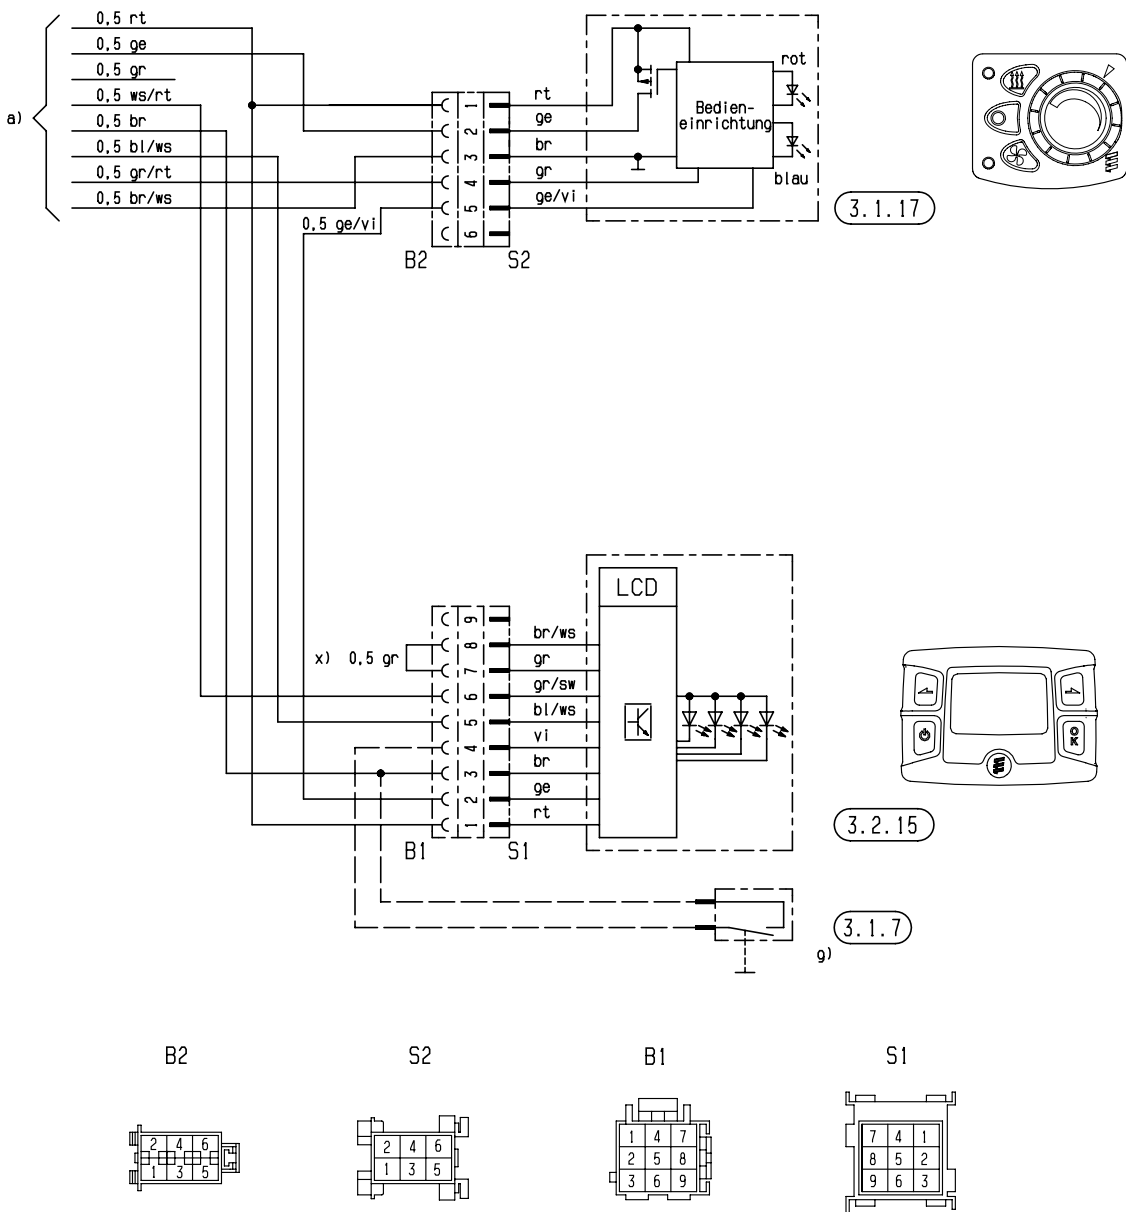 a)
0,5 rt
0,5 ge
0,5 gr
0,5 ws/rt
0,5 br
0,5 bl/ws
0,5 gr/rt
0,5 br/ws
0,5 ge/vi
1
2
3
4
5
6
B2
S2
rt
ge
br
gr
ge/vi
Bedien-
einrichtung
rot
blau
3.1.17
x) 0,5 gr
9
8
7
6
5
4
3
2
1
B1
S1
br/ws
gr
gr/sw
bl/ws
vi
br
ge
rt
LCD
OK
3.2.15
3.1.7
g)
B2
S2
B1
S1
2 4 6
1 3 5
2 4 6
1 3 5
1 4 7
2 5 8
3 6 9
7 4 1
8 5 2
9 6 3